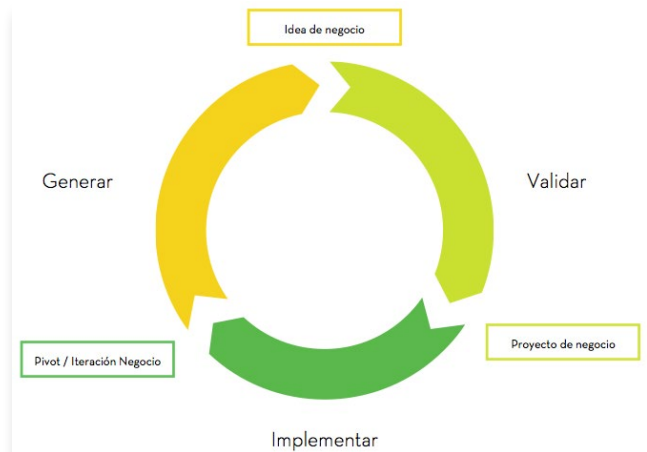 Idea de negocio
Generar
Validar
Pivot / Iteración Negocio
Proyecto de negocio
Implementar